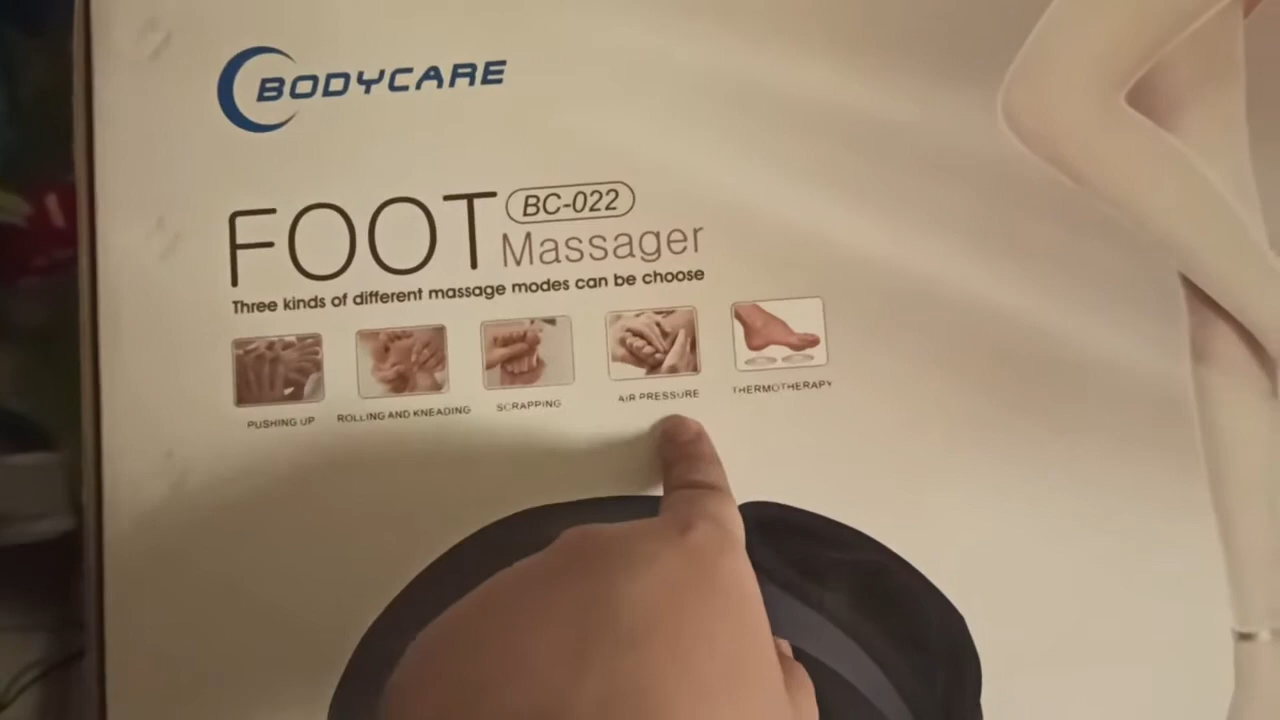 BODYCARE
FOOT BC-022
Massager
Three kinds of different massage modes can be choose
PUSHING UP ROLLING AND KNEADING SCRAPPING AIR PRESSURE THERMOTHERAPY